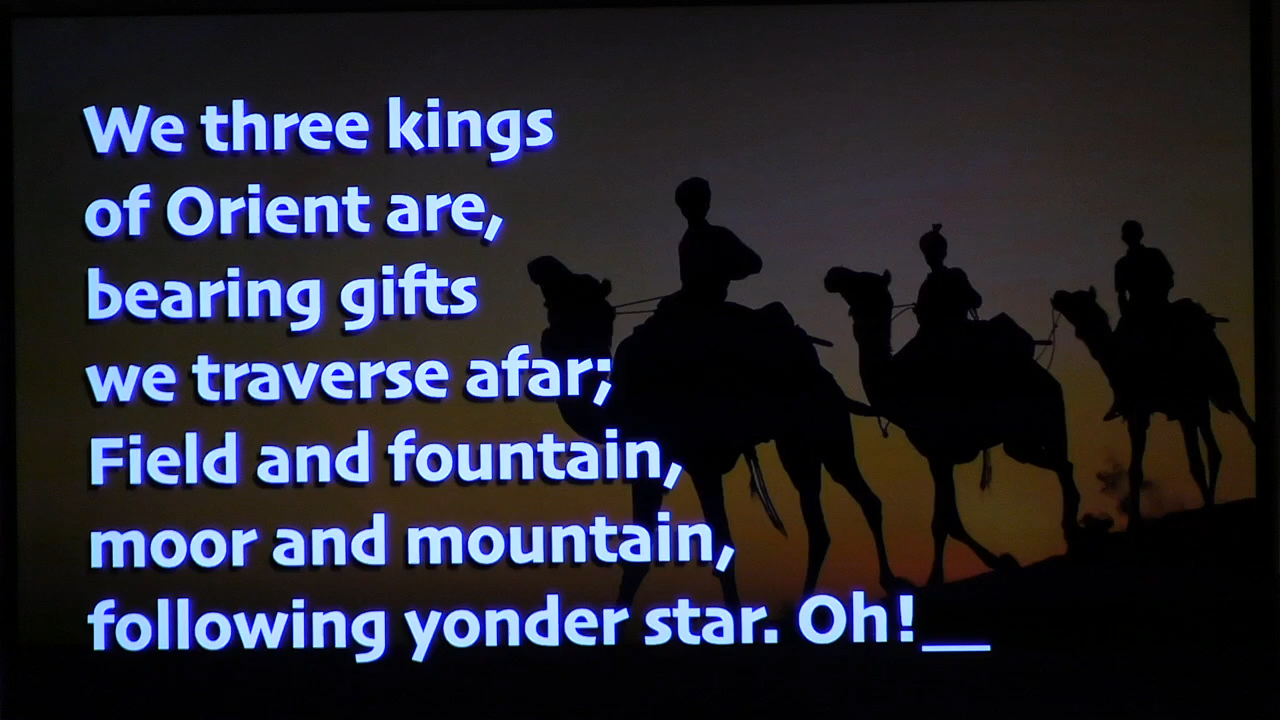 We three kings
of Orient are,
bearing gifts
we traverse afar;
Field and fountain,
moor and mountain,
following yonder star. Oh!__